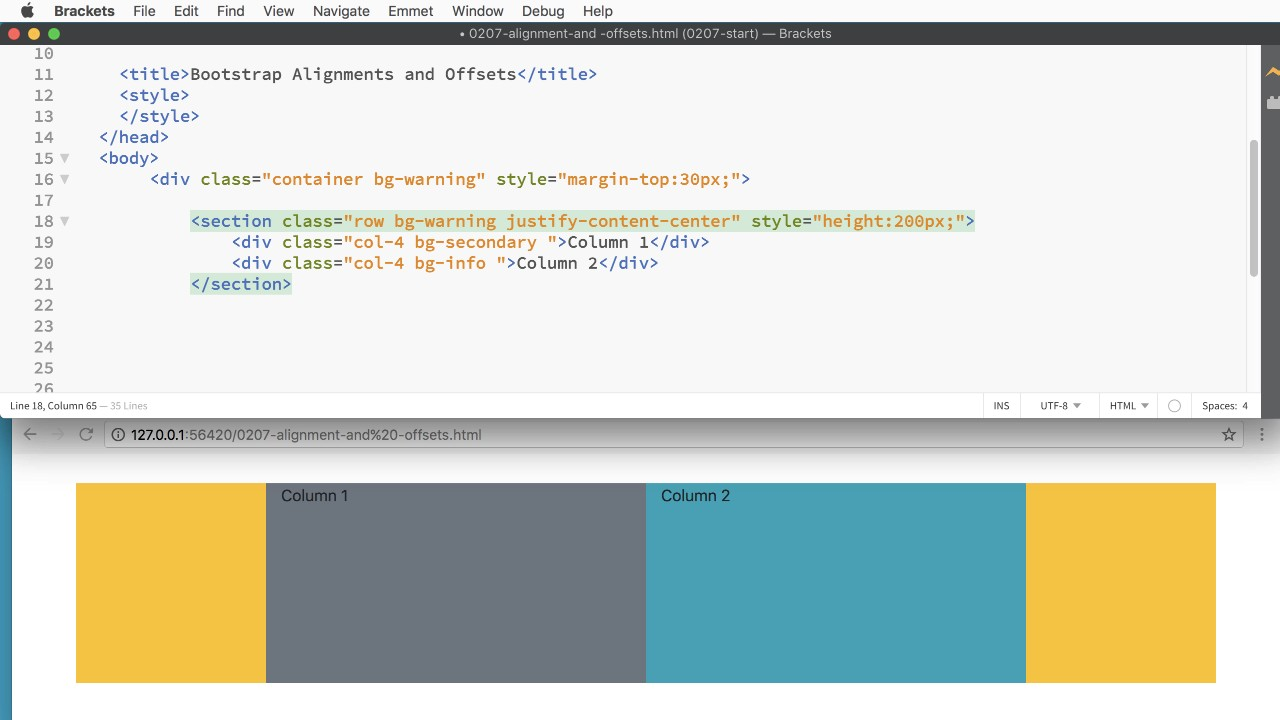 Brackets File Edit Find View Navigate Emmet Window Debug Help
• 0207-alignment-and -offsets.html (0207-start) — Brackets
10
11 <title>Bootstrap Alignments and Offsets</title>
12 <style>
13 </style>
14 </head>
15 <body>
16 <div class="container bg-warning" style="margin-top:30px;">
17
18 <section class="row bg-warning justify-content-center" style="height:200px;">
19 <div class="col-4 bg-secondary ">Column 1</div>
20 <div class="col-4 bg-info ">Column 2</div>
21 </section>
22
23
24
25
26
Line 18, Column 65 — 35 Lines INS UTF-8 HTML Spaces: 4
127.0.0.1:56420/0207-alignment-and%20-offsets.html
Column 1 Column 2